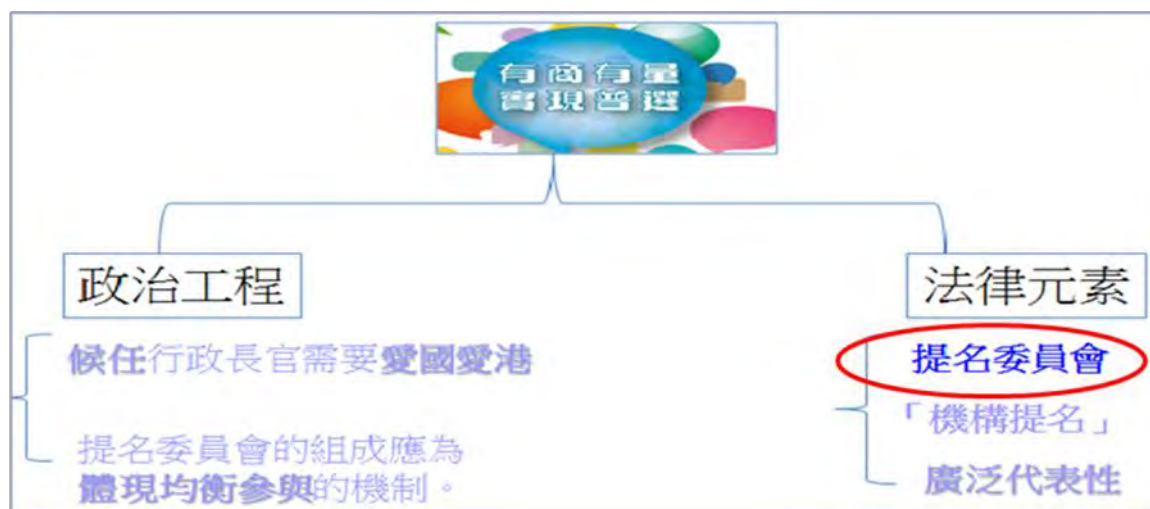 有商有量
實現普選
政治工程
法律元素
候任行政長官需要愛國愛港
提名委員會的組成應為
體現均衡參與的機制。
提名委員會
「機構提名」
廣泛代表性